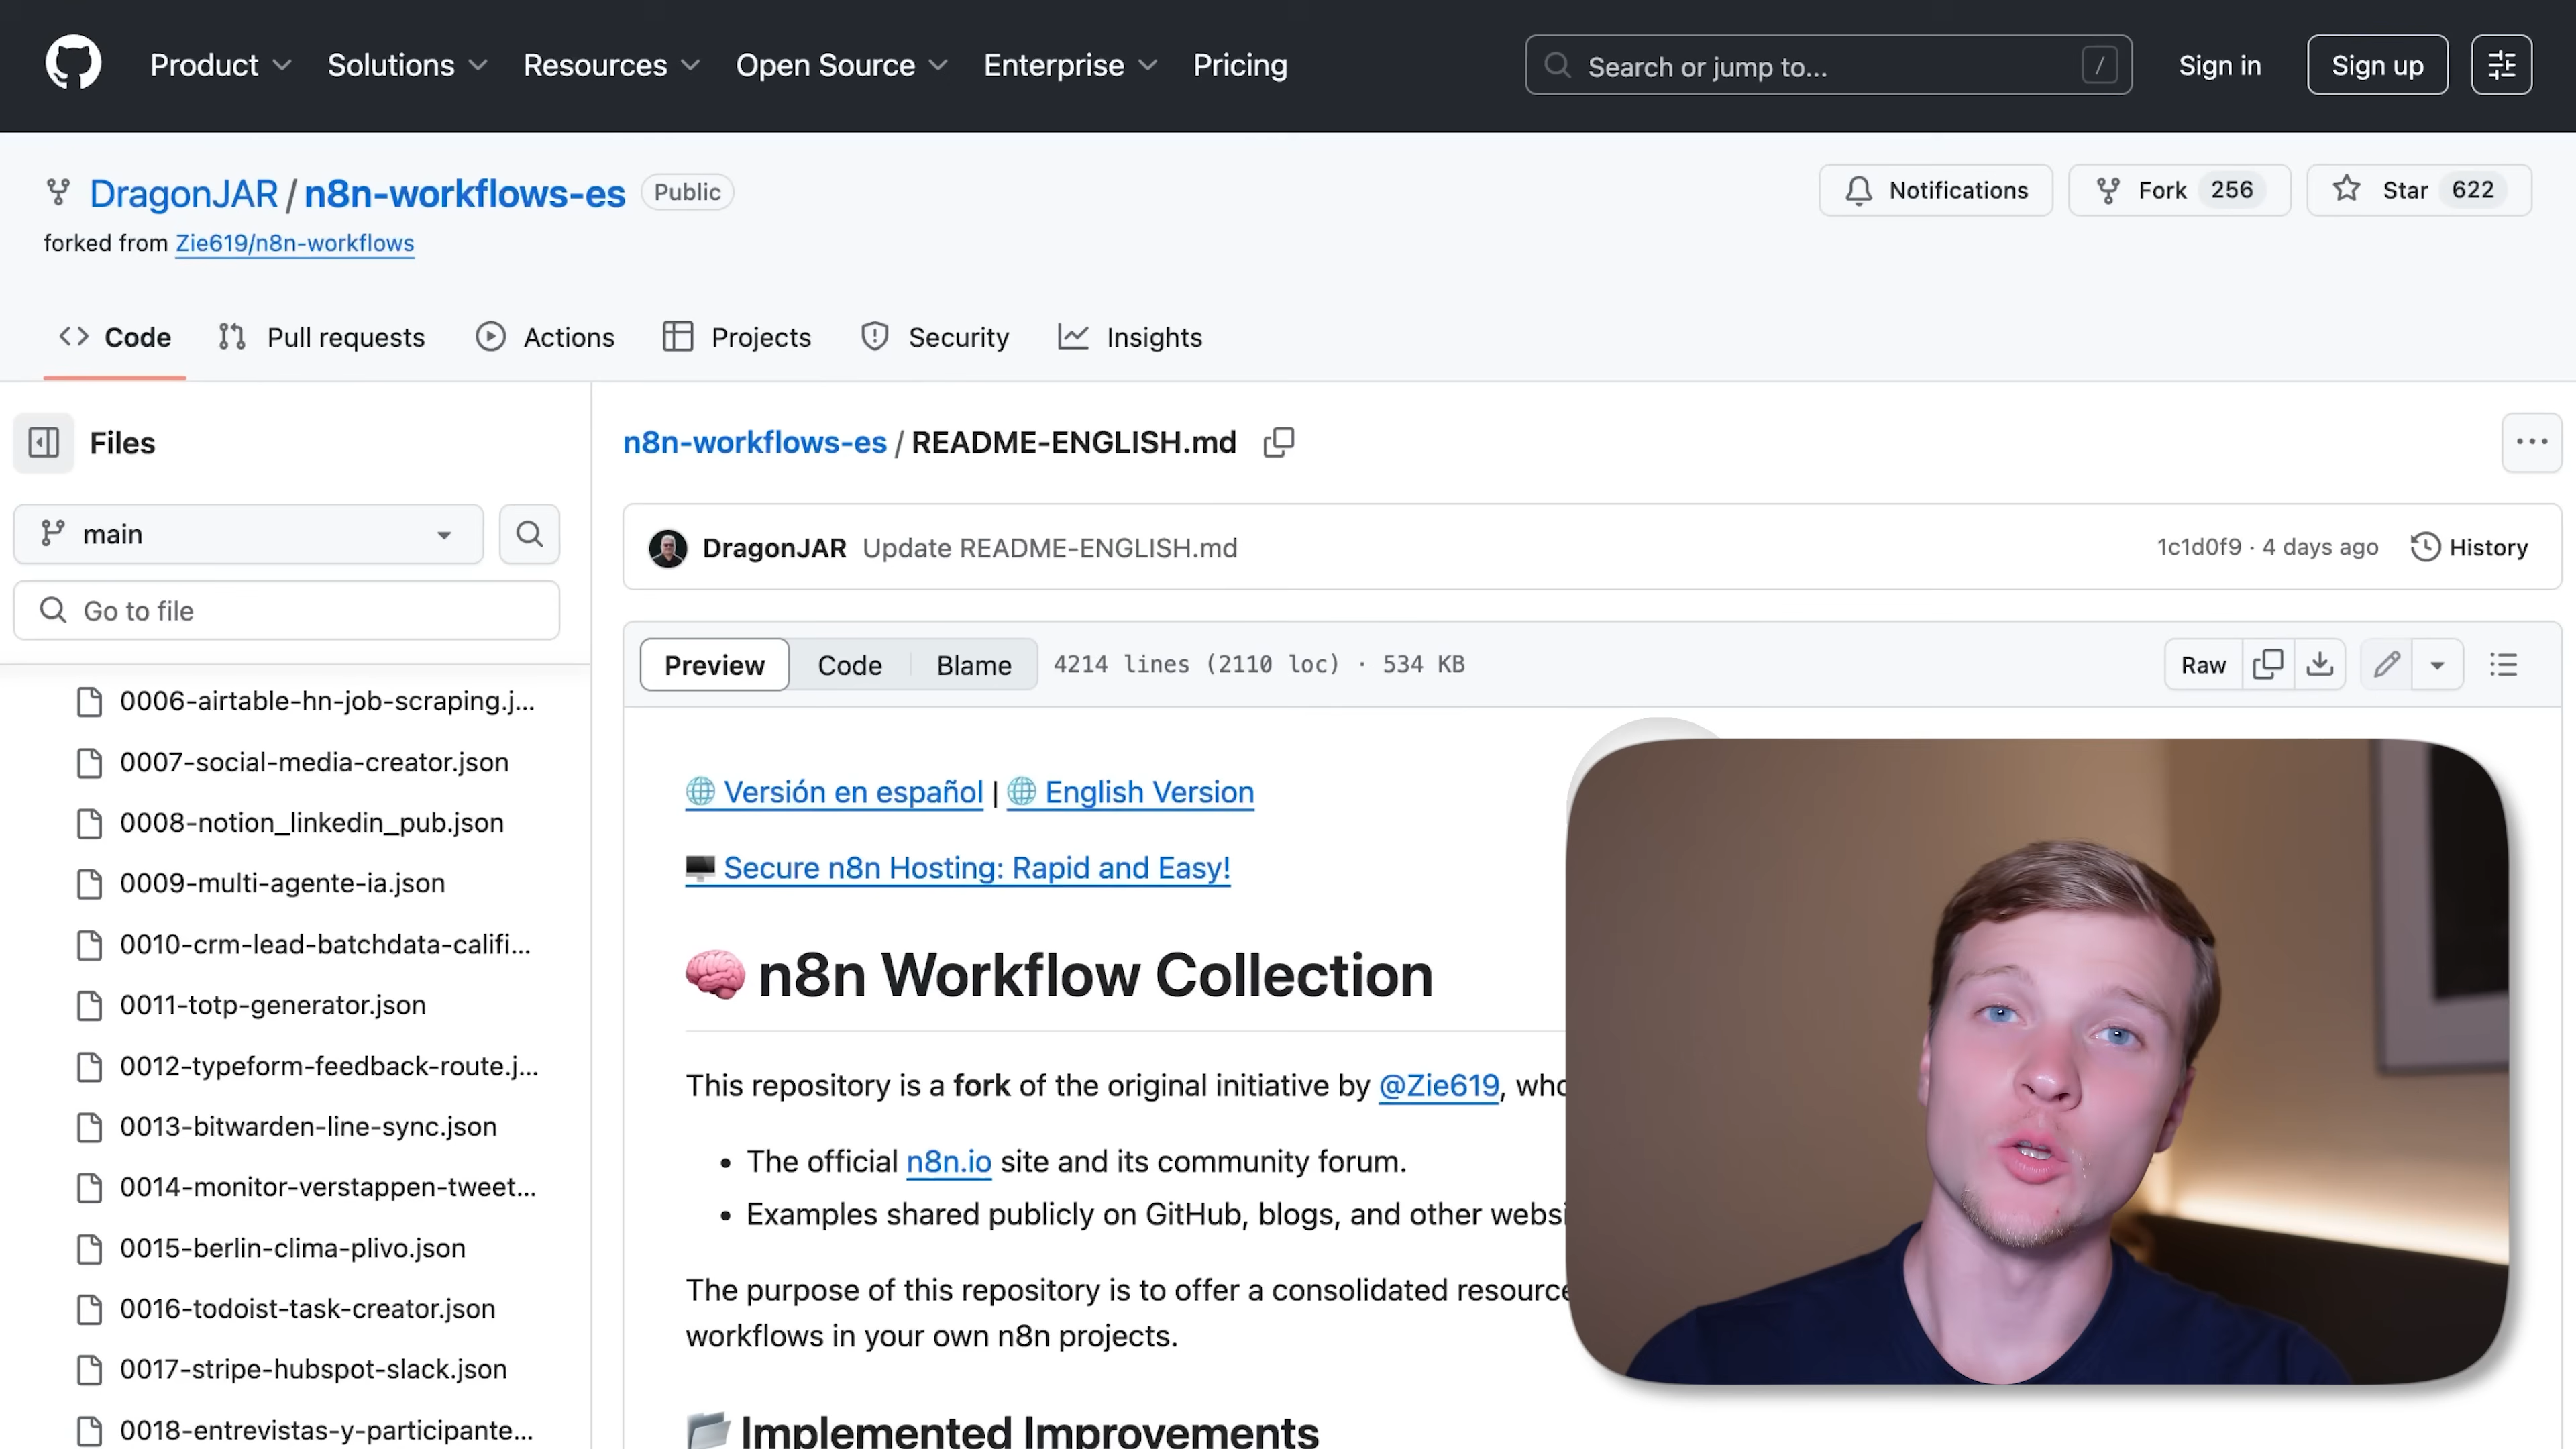 Product Solutions Resources Open Source Enterprise Pricing Search or jump to... / Sign in Sign up
DragonJAR / n8n-workflows-es Public Notifications Fork 256 Star 622
forked from Zie619/n8n-workflows
Code Pull requests Actions Projects Security Insights
Files
main
Go to file
0006-airtable-hn-job-scraping.j...
0007-social-media-creator.json
0008-notion_linkedin_pub.json
0009-multi-agente-ia.json
0010-crm-lead-batchdata-califi...
0011-totp-generator.json
0012-typeform-feedback-route.j...
0013-bitwarden-line-sync.json
0014-monitor-verstappen-tweet...
0015-berlin-clima-plivo.json
0016-todoist-task-creator.json
0017-stripe-hubspot-slack.json
0018-entrevistas-y-participante...
n8n-workflows-es / README-ENGLISH.md
DragonJAR Update README-ENGLISH.md 1c1d0f9 · 4 days ago History
Preview Code Blame 4214 lines (2110 loc) · 534 KB Raw
Versión en español | English Version
Secure n8n Hosting: Rapid and Easy!
n8n Workflow Collection
This repository is a fork of the original initiative by @Zie619, who
The official n8n.io site and its community forum.
Examples shared publicly on GitHub, blogs, and other websi
The purpose of this repository is to offer a consolidated resource
workflows in your own n8n projects.
Implemented Improvements